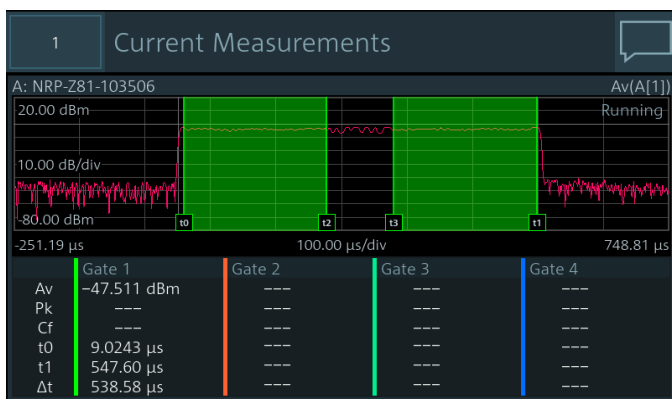 1 Current Measurements
A: NRP-Z81-103506 Av(A[1])
20.00 dBm Running
10.00 dB/div
-80.00 dBm t0 t2 t3 t1
-251.19 µs 100.00 µs/div 748.81 µs
Gate 1 Gate 2 Gate 3 Gate 4
Av −47.511 dBm --- --- ---
Pk --- --- --- ---
Cf --- --- --- ---
t0 9.0243 µs --- --- ---
t1 547.60 µs --- --- ---
Δt 538.58 µs --- --- ---